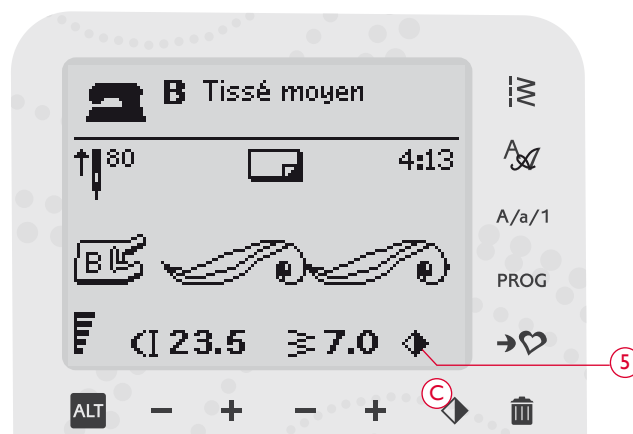 B Tissé moyen
80 4:13
B
23.5 7.0
A
A/a/1
PROG
5
C
ALT − + − +